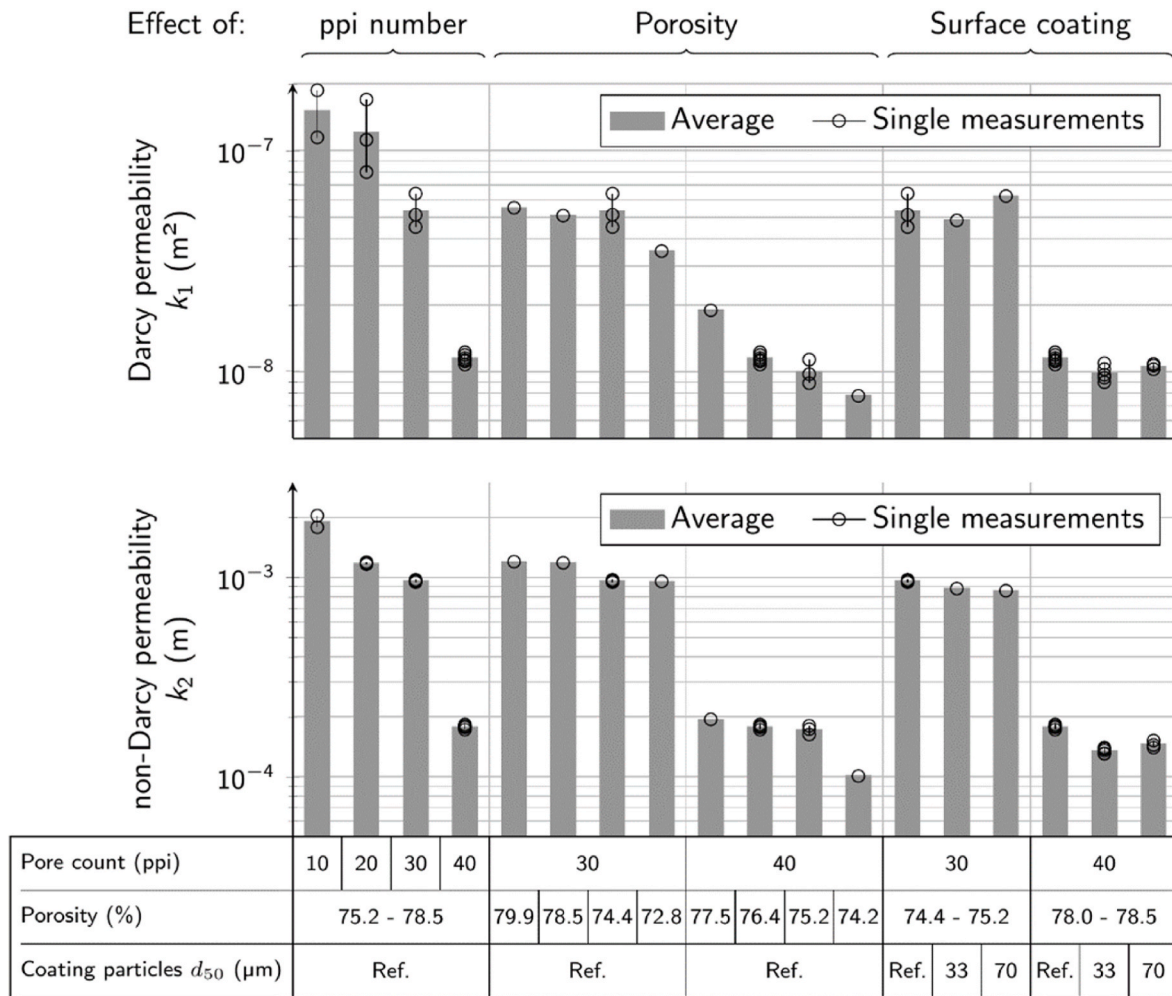 Effect of: ppi number Porosity Surface coating
Average Single measurements
Darcy permeability
k₁ (m²)
10⁻⁷
10⁻⁸
Average Single measurements
non-Darcy permeability
k₂ (m)
10⁻³
10⁻⁴
Pore count (ppi) 10 20 30 40 30 40 30 40
Porosity (%) 75.2 - 78.5 79.9 78.5 74.4 72.8 77.5 76.4 75.2 74.2 74.4 - 75.2 78.0 - 78.5
Coating particles d₅₀ (µm) Ref. Ref. Ref. Ref. 33 70 Ref. 33 70